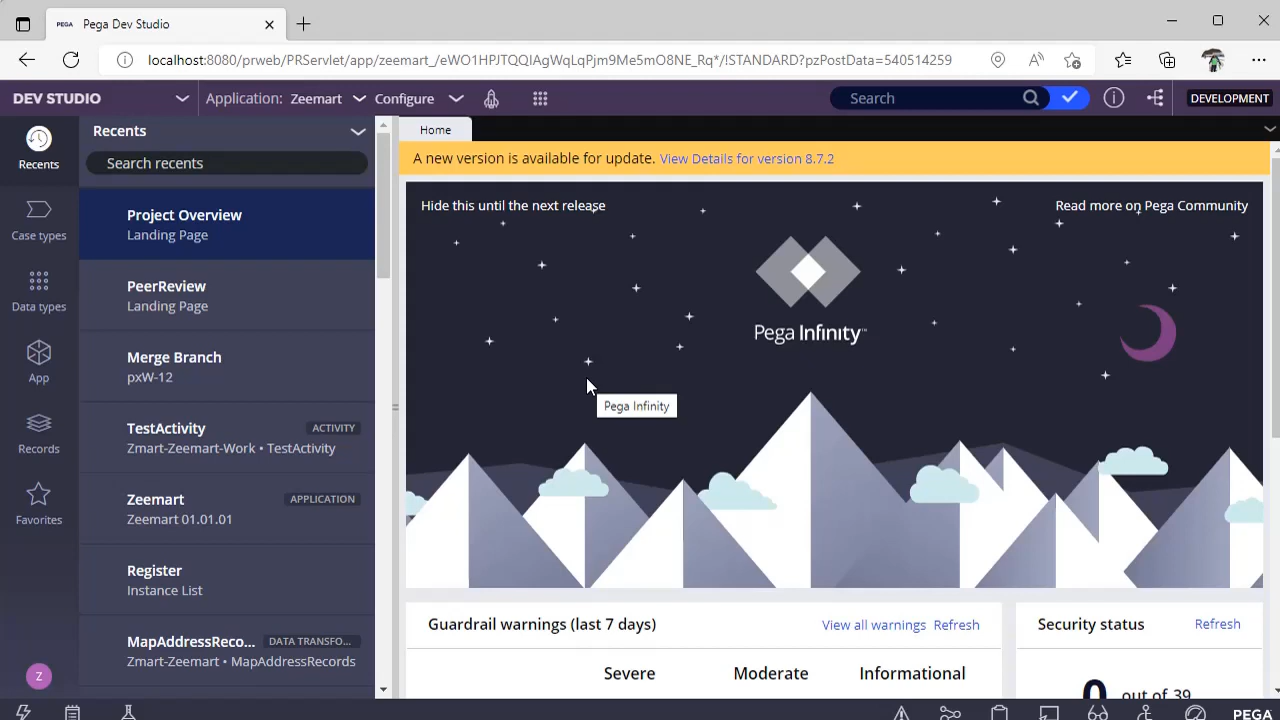 PEGA Pega Dev Studio
localhost:8080/prweb/PRServlet/app/zeemart_/eWO1HPJTQQIAgWqLqPjm9Me5mO8NE_Rq*/!STANDARD?pzPostData=540514259
DEV STUDIO Application: Zeemart Configure Search DEVELOPMENT
Recents
Recents
Search recents
Case types
Data types
App
Records
Favorites
Z
Project Overview
Landing Page
PeerReview
Landing Page
Merge Branch
pxW-12
TestActivity ACTIVITY
Zmart-Zeemart-Work • TestActivity
Zeemart APPLICATION
Zeemart 01.01.01
Register
Instance List
MapAddressReco... DATA TRANSFO...
Zmart-Zeemart • MapAddressRecords
Home
A new version is available for update. View Details for version 8.7.2
Hide this until the next release Read more on Pega Community
Pega Infinity™
Pega Infinity
Guardrail warnings (last 7 days) View all warnings Refresh
Severe Moderate Informational
Security status Refresh
0 out of 39
PEGA